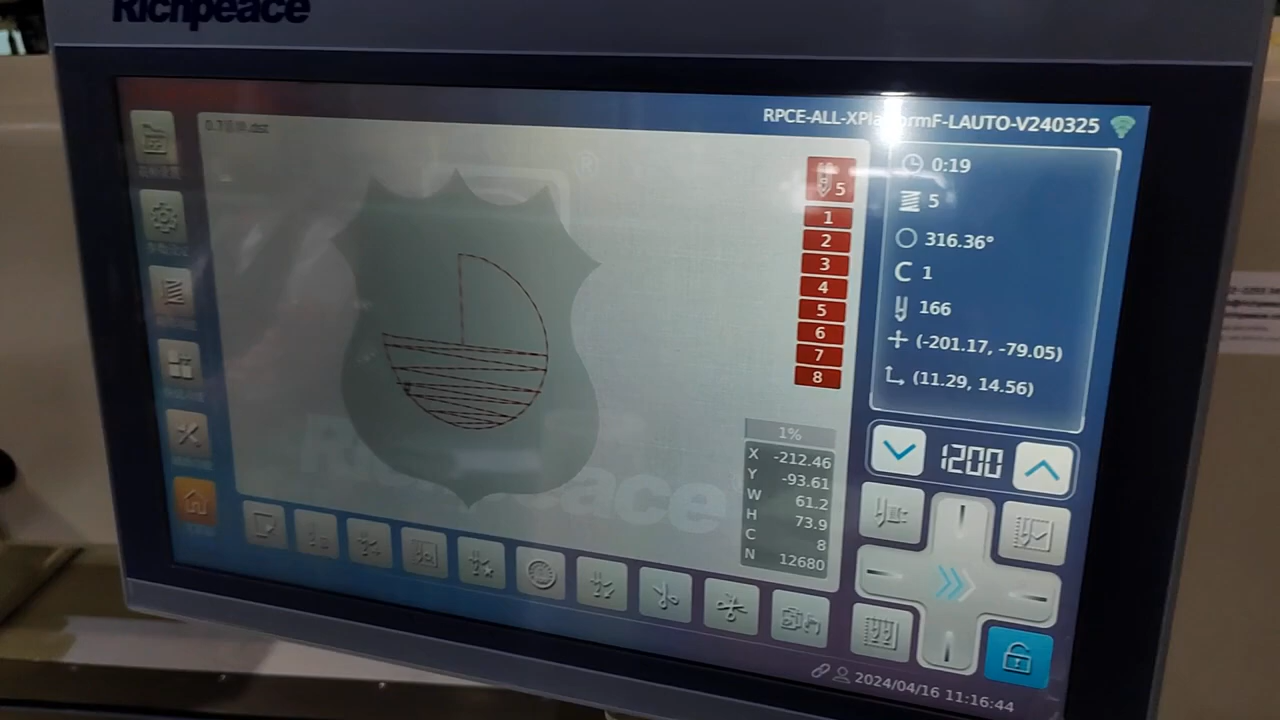 Richpeace
RPCE-ALL-XPlatformF-LAUTO-V240325
®
5
1
2
3
4
5
6
7
8
0:19
5
316.36°
C 1
166
(-201.17, -79.05)
(11.29, 14.56)
1200
1%
X -212.46
Y -93.61
W 61.2
H 73.9
C 8
N 12680
Richpeace
2024/04/16 11:16:44